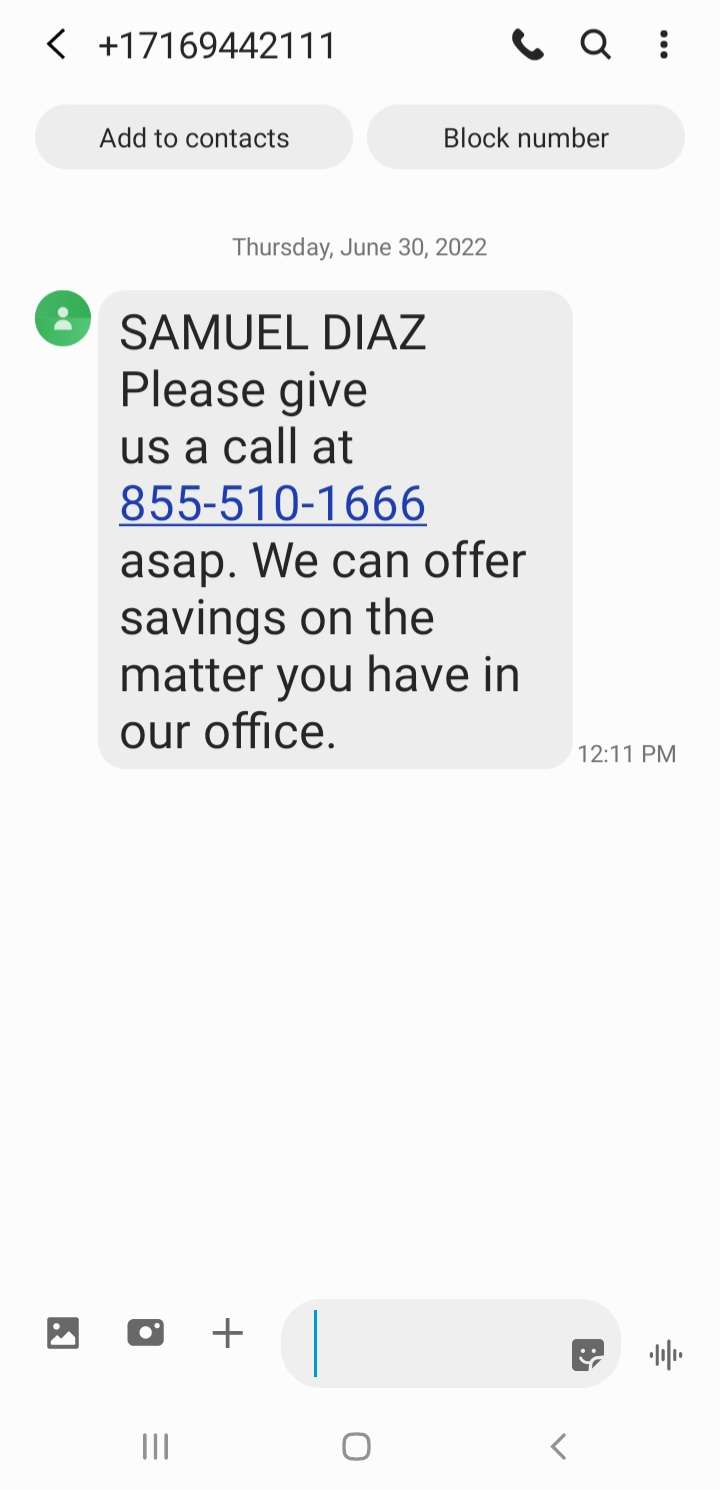 +17169442111
Add to contacts
Block number
Thursday, June 30, 2022
SAMUEL DIAZ
Please give
us a call at
855-510-1666
asap. We can offer
savings on the
matter you have in
our office.
12:11 PM